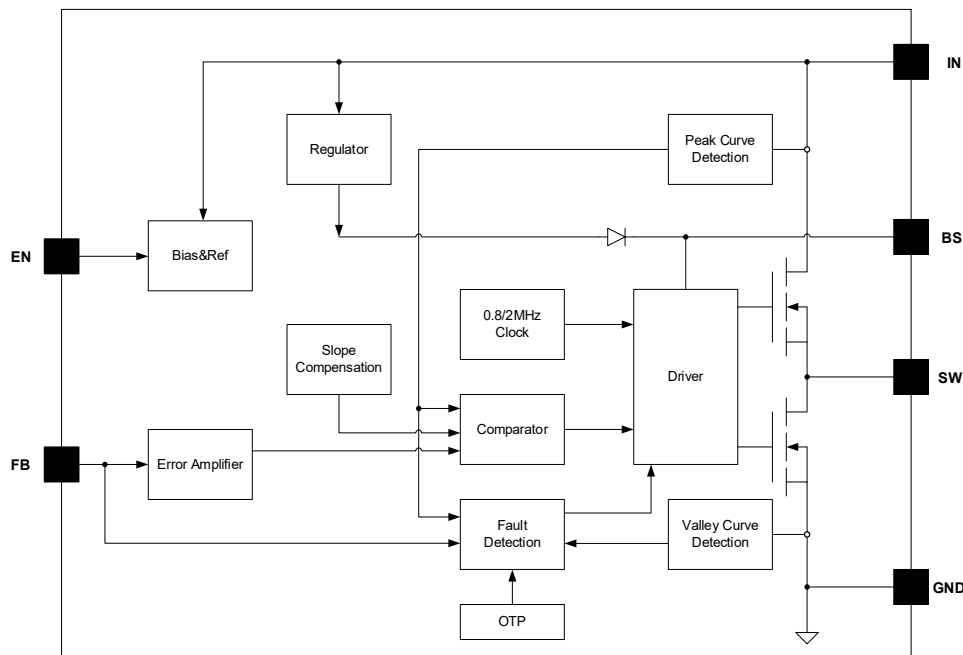 IN
Peak Curve
Detection
Regulator
BS
EN
Bias&Ref
0.8/2MHz
Clock
Slope
Compensation
Driver
SW
Comparator
FB
Error Amplifier
Fault
Detection
Valley Curve
Detection
GND
OTP